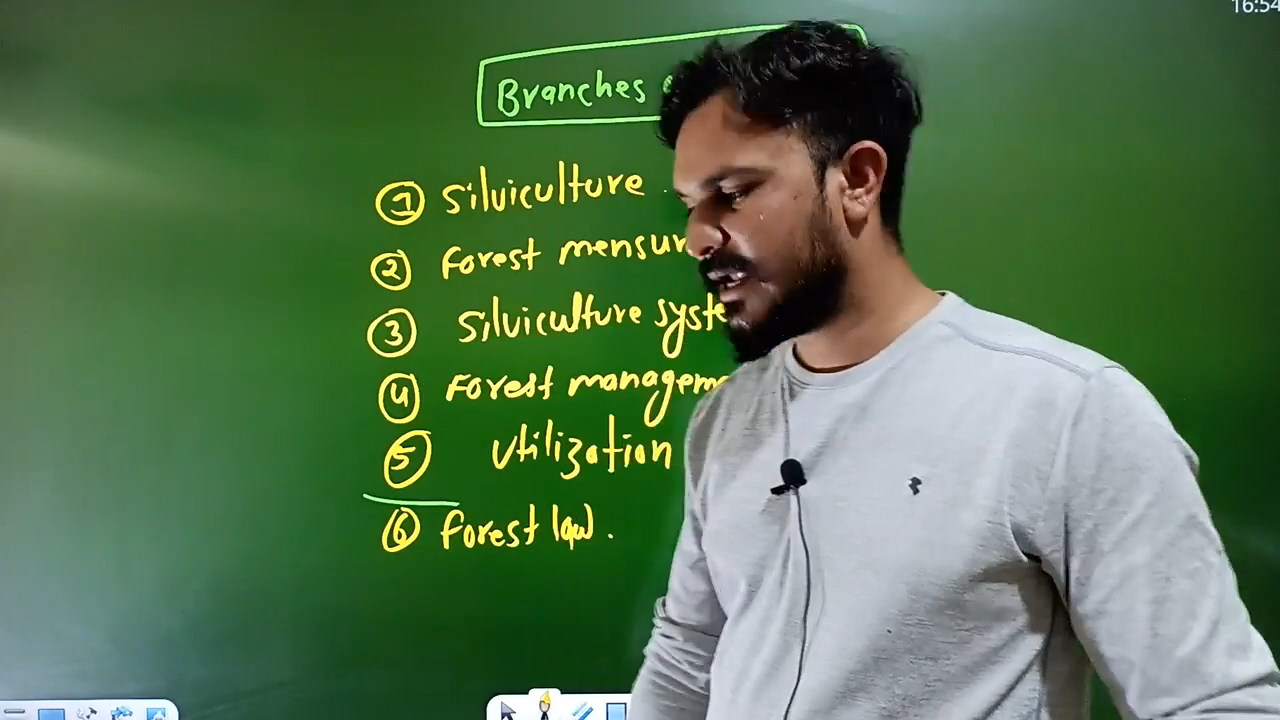 16:54
Branches
① Silviculture
② Forest mensur
③ Silviculture syste
④ Forest managem
⑤ Utilization
⑥ Forest law.